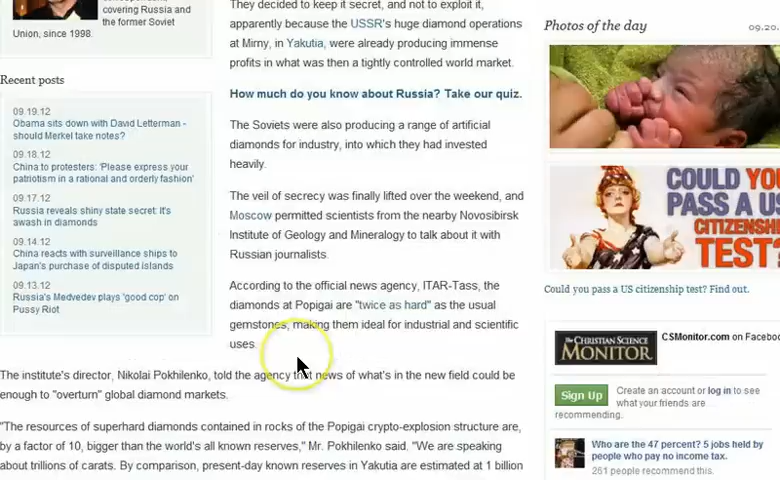 covering Russia and
the former Soviet
Union, since 1998.
Recent posts
09.19.12
Obama sits down with David Letterman -
should Merkel take notes?
09.18.12
China to protesters: 'Please express your
patriotism in a rational and orderly fashion'
09.17.12
Russia reveals shiny state secret: It's
awash in diamonds
09.14.12
China reacts with surveillance ships to
Japan's purchase of disputed islands
09.13.12
Russia's Medvedev plays 'good cop' on
Pussy Riot
They decided to keep it secret, and not to exploit it,
apparently because the USSR's huge diamond operations
at Mirny, in Yakutia, were already producing immense
profits in what was then a tightly controlled world market.
How much do you know about Russia? Take our quiz.
The Soviets were also producing a range of artificial
diamonds for industry, into which they had invested
heavily.
The veil of secrecy was finally lifted over the weekend, and
Moscow permitted scientists from the nearby Novosibirsk
Institute of Geology and Mineralogy to talk about it with
Russian journalists.
According to the official news agency, ITAR-Tass, the
diamonds at Popigai are "twice as hard" as the usual
gemstones, making them ideal for industrial and scientific
uses.
The institute's director, Nikolai Pokhilenko, told the agency that news of what's in the new field could be
enough to "overturn" global diamond markets.
"The resources of superhard diamonds contained in rocks of the Popigai crypto-explosion structure are,
by a factor of 10, bigger than the world's all known reserves," Mr. Pokhilenko said. "We are speaking
about trillions of carats. By comparison, present-day known reserves in Yakutia are estimated at 1 billion
Photos of the day
09.20.
COULD YOU
PASS A US
CITIZENSHIP
TEST?
Could you pass a US citizenship test? Find out.
THE CHRISTIAN SCIENCE
MONITOR
CSMonitor.com on Facebook
Sign Up
Create an account or log in to see
what your friends are
recommending.
Who are the 47 percent? 5 jobs held by
people who pay no income tax.
261 people recommend this.